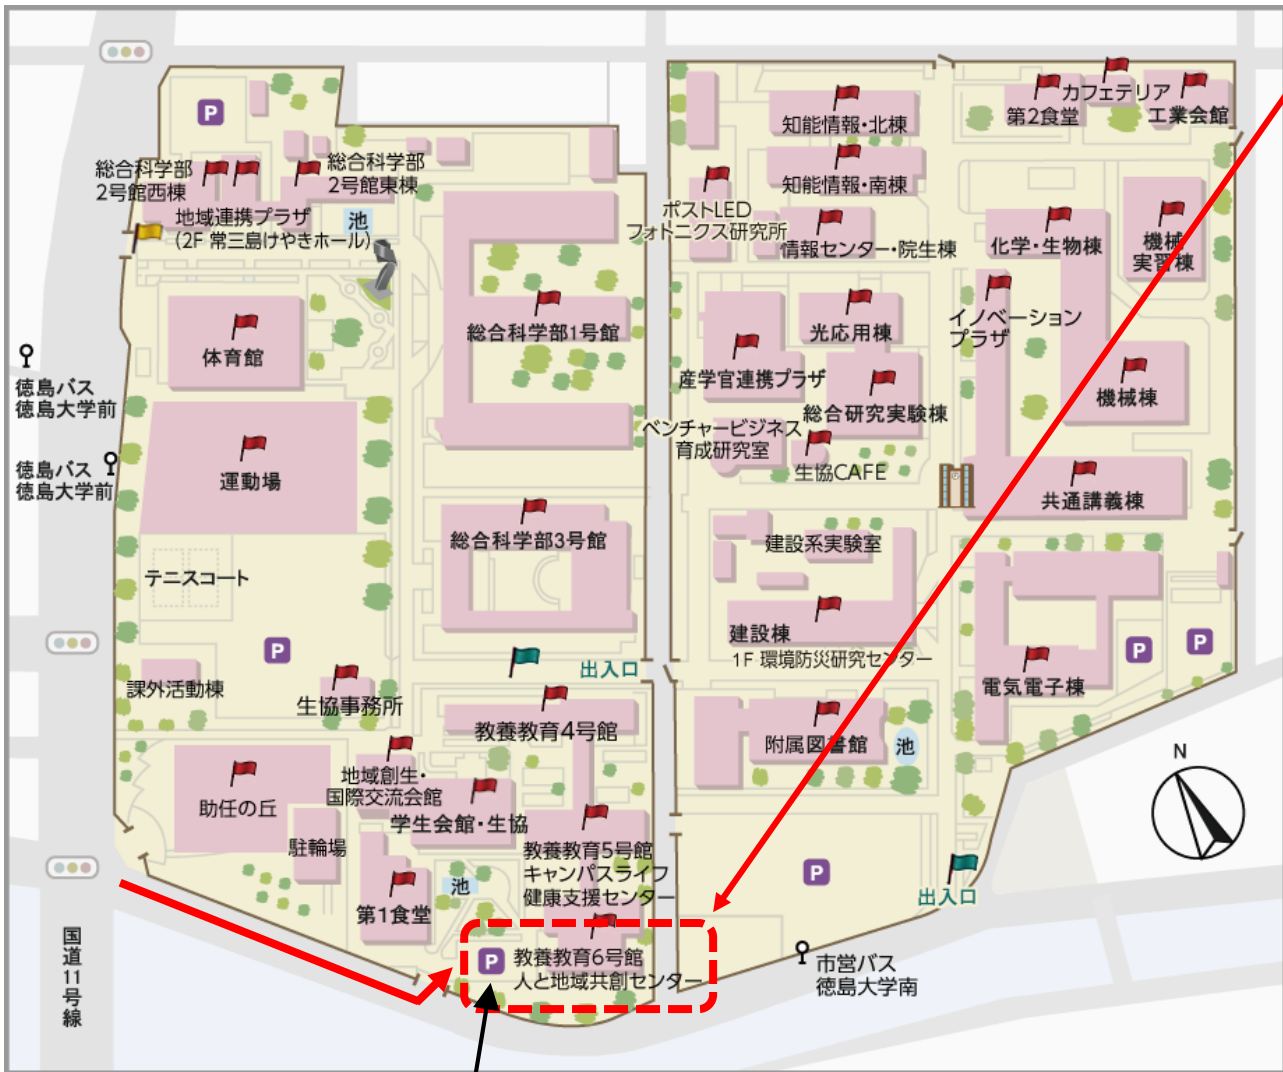 P
総合科学部
2号館西棟
総合科学部
2号館東棟
地域連携プラザ
(2F 常三島けやきホール)
池
体育館
総合科学部1号館
徳島バス
徳島大学前
徳島バス
徳島大学前
運動場
総合科学部3号館
テニスコート
P
出入口
課外活動棟
生協事務所
教養教育4号館
地域創生・
国際交流会館
助任の丘
学生会館・生協
駐輪場
教養教育5号館
キャンパスライフ
健康支援センター
池
第1食堂
P
教養教育6号館
人と地域共創センター
国道11号線
カフェテリア
第2食堂
工業会館
知能情報・北棟
知能情報・南棟
ポストLED
フォトニクス研究所
情報センター・院生棟
化学・生物棟
機械
実習棟
イノベーション
プラザ
光応用棟
産学官連携プラザ
総合研究実験棟
機械棟
ベンチャービジネス
育成研究室
生協CAFE
共通講義棟
建設系実験室
建設棟
1F 環境防災研究センター
P
P
電気電子棟
附属図書館
池
N
P
出入口
市営バス
徳島大学南